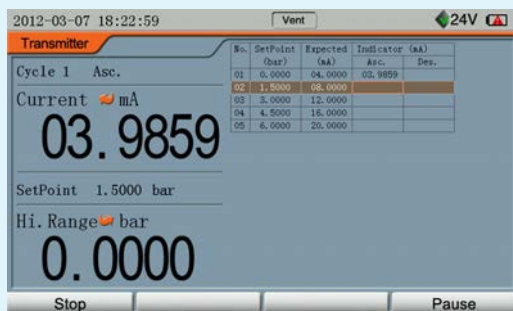 2012-03-07 18:22:59 Vent 24V
Transmitter
Cycle 1 Asc.
Current mA
03.9859
SetPoint 1.5000 bar
Hi.Range bar
0.0000
No. SetPoint Expected Indicator (mA)
(bar) (mA) Asc. Des.
01 0.0000 04.0000 03.9859
02 1.5000 08.0000
03 3.0000 12.0000
04 4.5000 16.0000
05 6.0000 20.0000
Stop Pause